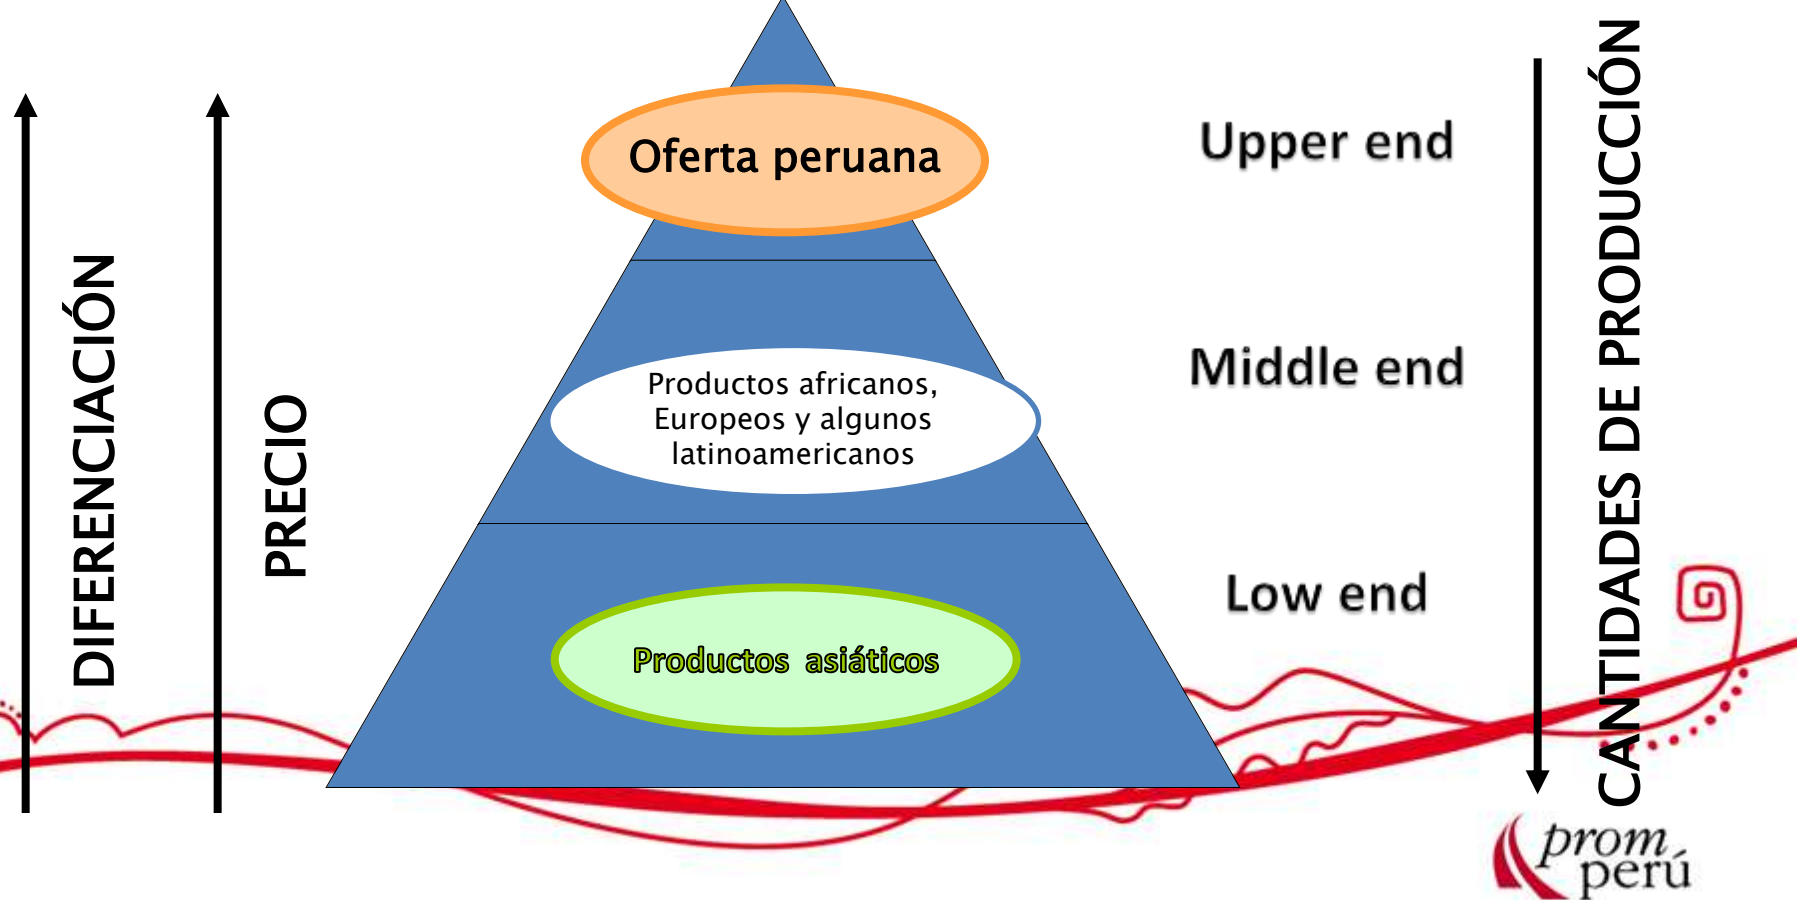 DIFERENCIACIÓN
PRECIO
Oferta peruana
Productos africanos,
Europeos y algunos
latinoamericanos
Productos asiáticos
Upper end
Middle end
Low end
CANTIDADES DE PRODUCCIÓN
prom
perú